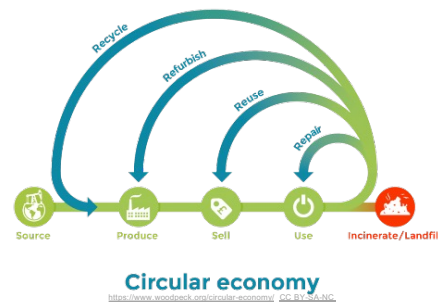 Recycle
Refurbish
Reuse
Repair
Source
Produce
Sell
Use
Incinerate/Landfil
Circular economy
https://www.woodpeck.org/circular-economy/ CC BY-SA-NC